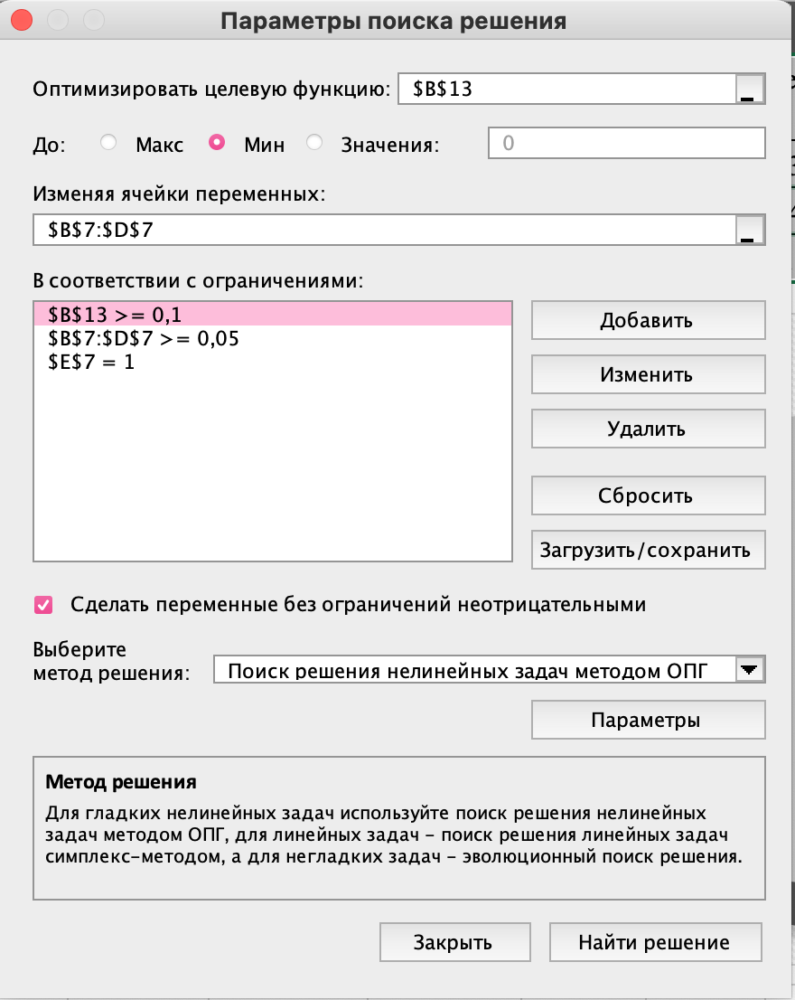 Параметры поиска решения
Оптимизировать целевую функцию: $B$13
До: Макс Мин Значения: 0
Изменяя ячейки переменных:
$B$7:$D$7
В соответствии с ограничениями:
$B$13 >= 0,1
$B$7:$D$7 >= 0,05
$E$7 = 1
Добавить
Изменить
Удалить
Сбросить
Загрузить/сохранить
Сделать переменные без ограничений неотрицательными
Выберите
метод решения: Поиск решения нелинейных задач методом ОПГ
Параметры
Метод решения
Для гладких нелинейных задач используйте поиск решения нелинейных
задач методом ОПГ, для линейных задач – поиск решения линейных задач
симплекс-методом, а для негладких задач – эволюционный поиск решения.
Закрыть Найти решение